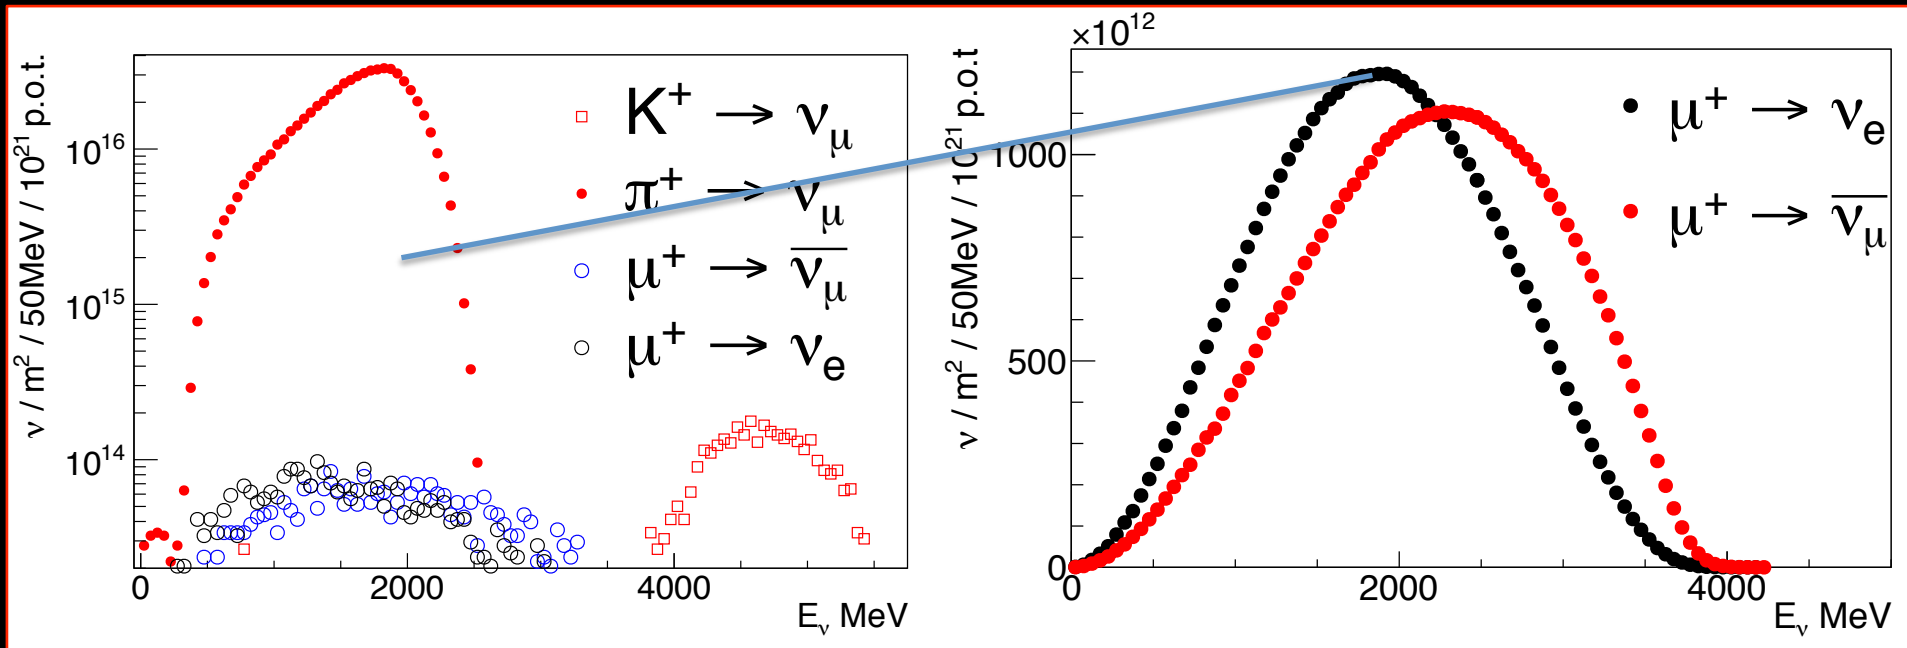 ν / m² / 50MeV / 10²¹ p.o.t.
10¹⁶
10¹⁵
10¹⁴
0
2000
4000
E_ν MeV
K⁺ → ν_μ
π⁺ → ν_μ
μ⁺ → ν̅_μ
μ⁺ → ν_e
×10¹²
ν / m² / 50MeV / 10²¹ p.o.t
1000
500
0
0
2000
4000
E_ν MeV
μ⁺ → ν_e
μ⁺ → ν̅_μ